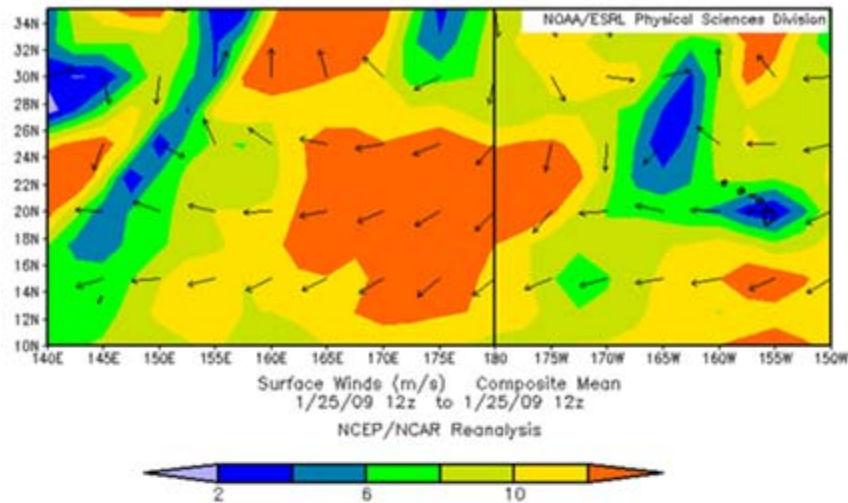 NOAA/ESRL Physical Sciences Division
34N
32N
30N
28N
26N
24N
22N
20N
18N
16N
14N
12N
10N
140E 145E 150E 155E 160E 165E 170E 175E 180 175W 170W 165W 160W 155W 150W
Surface Winds (m/s) Composite Mean
1/25/09 12z to 1/25/09 12z
NCEP/NCAR Reanalysis
2 6 10